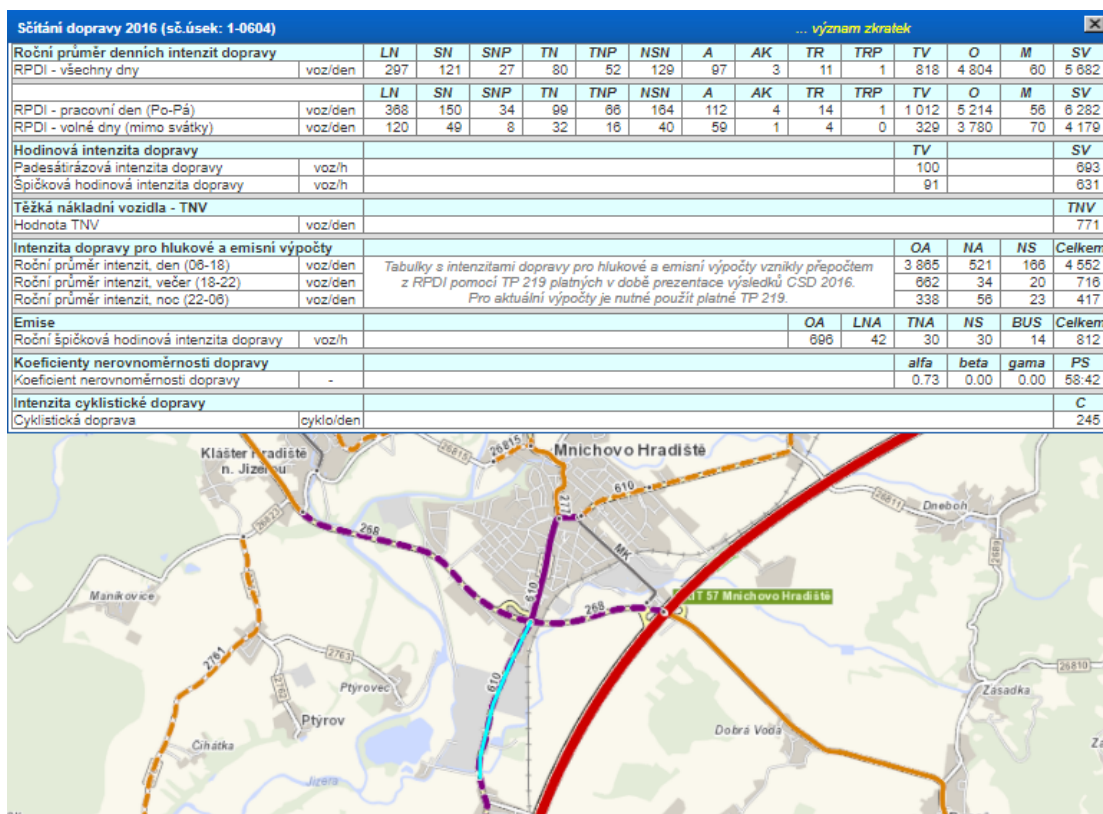 Sčítání dopravy 2016 (sč.úsek: 1-0604) ... význam zkratek
Roční průměr denních intenzit dopravy LN SN SNP TN TNP NSN A AK TR TRP TV O M SV
RPDI - všechny dny voz/den 297 121 27 80 52 129 97 3 11 1 818 4 804 60 5 682
LN SN SNP TN TNP NSN A AK TR TRP TV O M SV
RPDI - pracovní den (Po-Pá) voz/den 368 150 34 99 66 164 112 4 14 1 1 012 5 214 56 6 282
RPDI - volné dny (mimo svátky) voz/den 120 49 8 32 16 40 59 1 4 0 329 3 780 70 4 179
Hodinová intenzita dopravy TV SV
Padesátirázová intenzita dopravy voz/h 100 693
Špičková hodinová intenzita dopravy voz/h 91 631
Těžká nákladní vozidla - TNV TNV
Hodnota TNV voz/den 771
Intenzita dopravy pro hlukové a emisní výpočty OA NA NS Celkem
Roční průměr intenzit, den (06-18) voz/den Tabulky s intenzitami dopravy pro hlukové a emisní výpočty vznikly přepočtem 3 865 521 166 4 552
Roční průměr intenzit, večer (18-22) voz/den z RPDI pomocí TP 219 platných v době prezentace výsledků CSD 2016. 662 34 20 716
Roční průměr intenzit, noc (22-06) voz/den Pro aktuální výpočty je nutné použít platné TP 219. 338 56 23 417
Emise OA LNA TNA NS BUS Celkem
Roční špičková hodinová intenzita dopravy voz/h 696 42 30 30 14 812
Koeficienty nerovnoměrnosti dopravy alfa beta gama PS
Koeficient nerovnoměrnosti dopravy - 0.73 0.00 0.00 58:42
Intenzita cyklistické dopravy C
Cyklistická doprava cyklo/den 245
Klášter Hradiště
n. Jizerou
26815
26815
Mnichovo Hradiště
277
610
26811
Dneboh
26823
268
MK
2689
Maníkovice
610
268
EXIT 57 Mnichovo Hradiště
2761
2763
2762
Ptýrovec
610
26810
Zásadka
Ptýrov
Čihátka
Dobrá Voda
Jizera